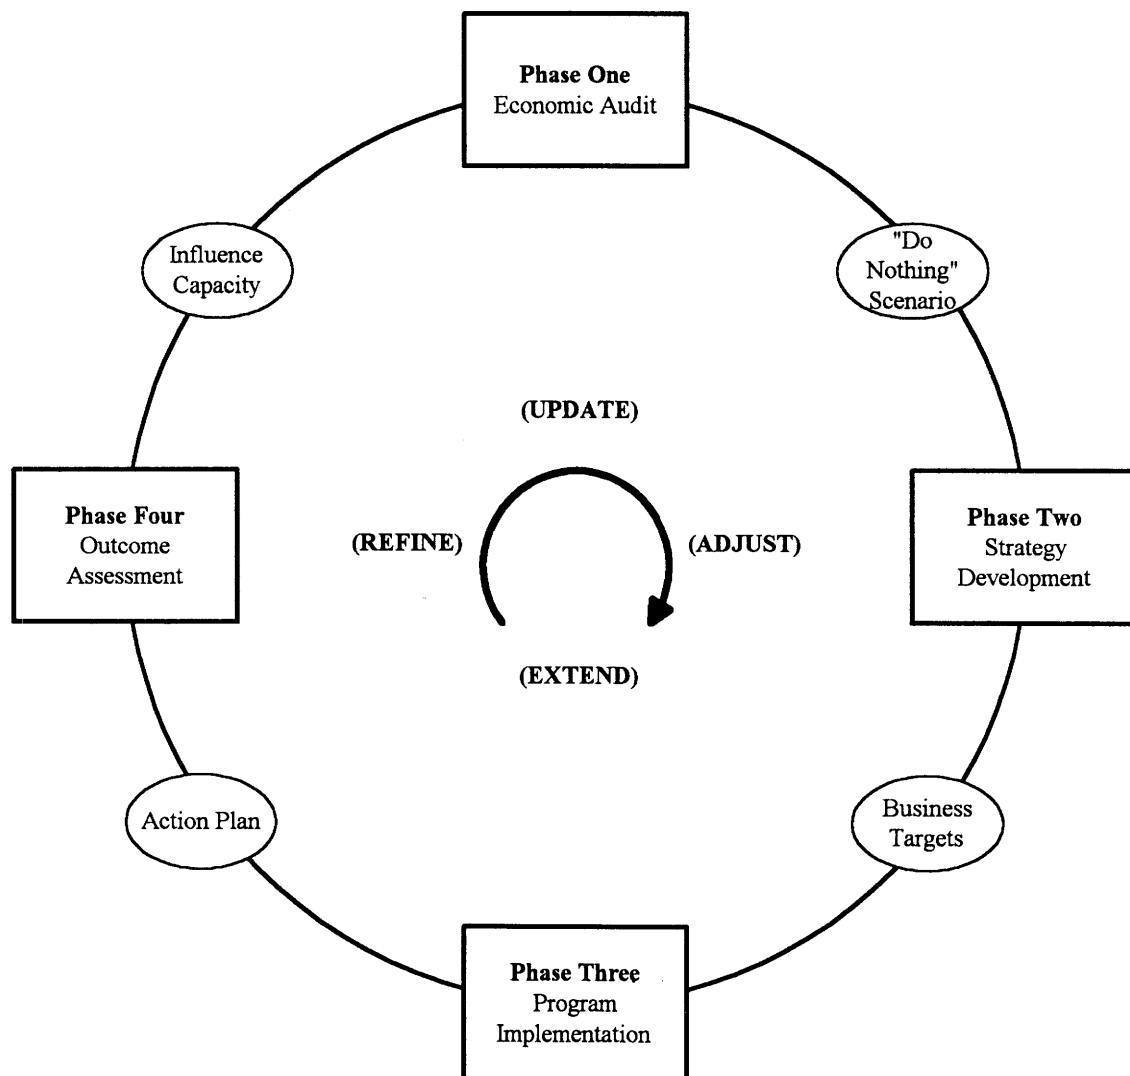 Phase One
Economic Audit
Influence
Capacity
"Do
Nothing"
Scenario
(UPDATE)
Phase Four
Outcome
Assessment
(REFINE)
(ADJUST)
Phase Two
Strategy
Development
(EXTEND)
Action Plan
Business
Targets
Phase Three
Program
Implementation